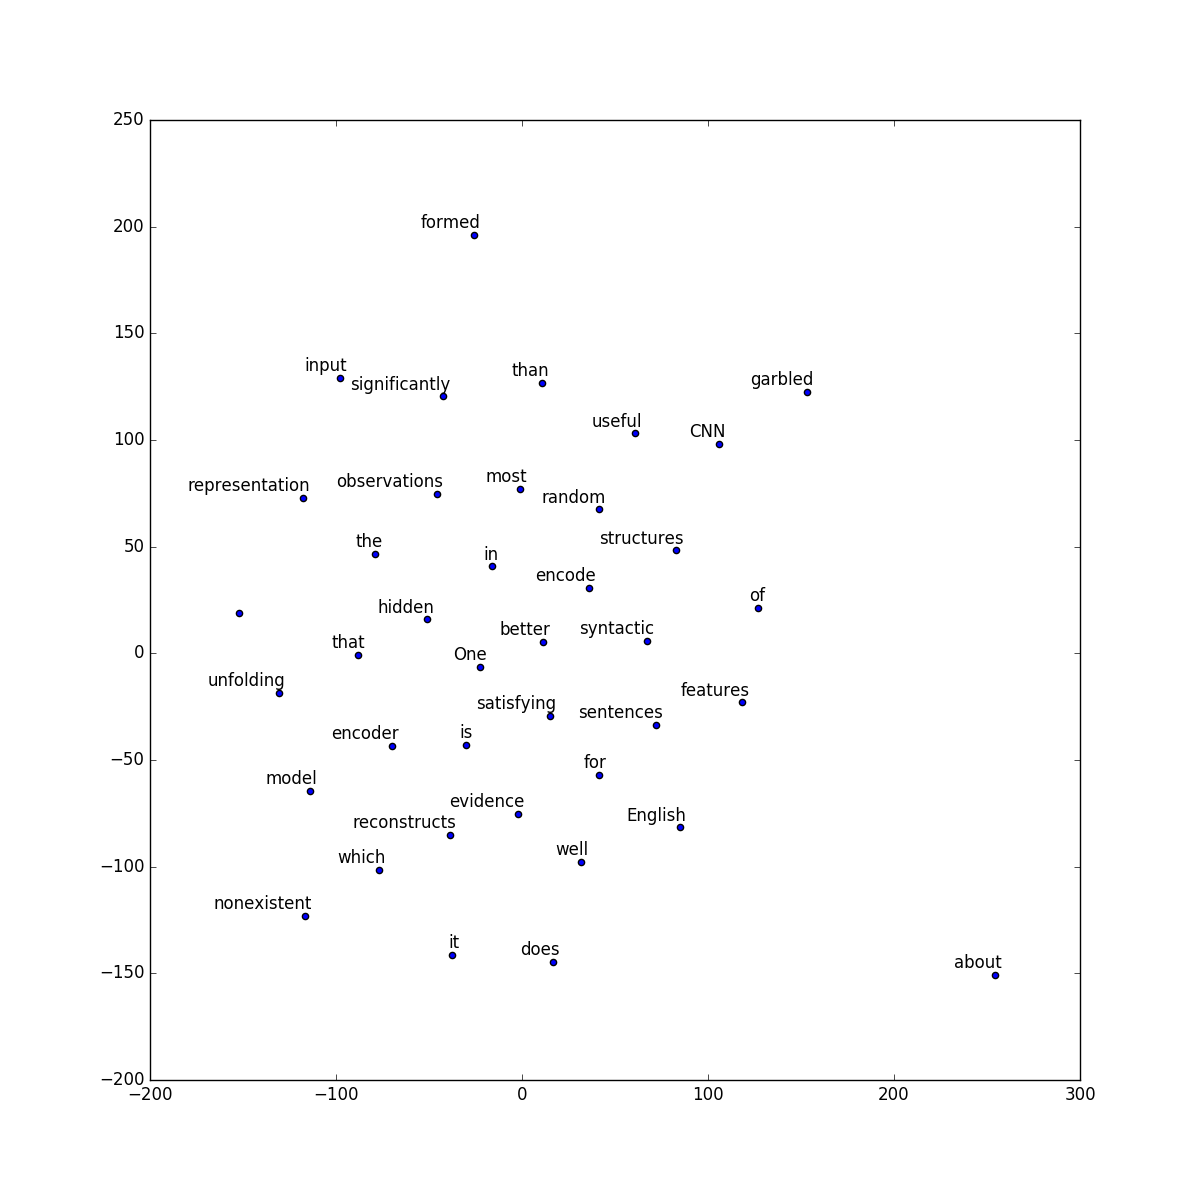 250
formed
200
150
input
than
significantly
garbled
useful
CNN
100
most
observations
representation
random
the
structures
50
in
encode
of
hidden
better
syntactic
that
One
0
unfolding
features
satisfying
sentences
encoder
is
−50
for
model
evidence
English
reconstructs
well
which
−100
nonexistent
it
does
about
−150
−200
−200 −100 0 100 200 300